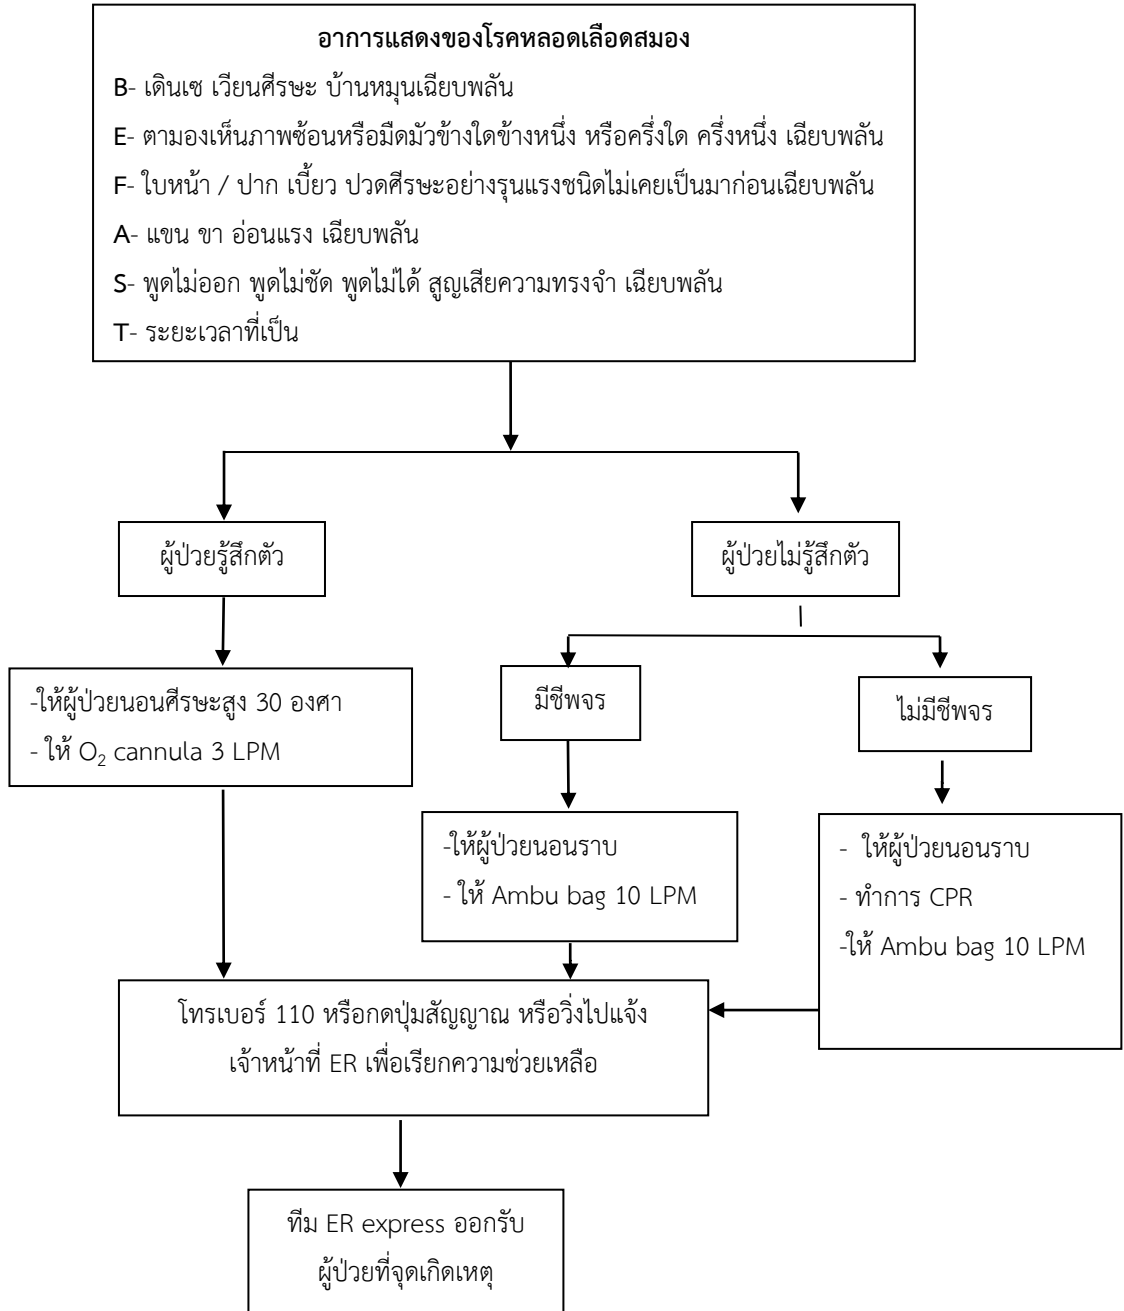 อาการแสดงของโรคหลอดเลือดสมอง
B- เดินเซ เวียนศีรษะ บ้านหมุนเฉียบพลัน
E- ตามองเห็นภาพซ้อนหรือมืดมัวข้างใดข้างหนึ่ง หรือครึ่งใด ครึ่งหนึ่ง เฉียบพลัน
F- ใบหน้า / ปาก เบี้ยว ปวดศีรษะอย่างรุนแรงชนิดไม่เคยเป็นมาก่อนเฉียบพลัน
A- แขน ขา อ่อนแรง เฉียบพลัน
S- พูดไม่ออก พูดไม่ชัด พูดไม่ได้ สูญเสียความทรงจำ เฉียบพลัน
T- ระยะเวลาที่เป็น
ผู้ป่วยรู้สึกตัว
ผู้ป่วยไม่รู้สึกตัว
-ให้ผู้ป่วยนอนศีรษะสูง 30 องศา
- ให้ O₂ cannula 3 LPM
มีชีพจร
ไม่มีชีพจร
-ให้ผู้ป่วยนอนราบ
- ให้ Ambu bag 10 LPM
- ให้ผู้ป่วยนอนราบ
- ทำการ CPR
-ให้ Ambu bag 10 LPM
โทรเบอร์ 110 หรือกดปุ่มสัญญาณ หรือวิ่งไปแจ้ง
เจ้าหน้าที่ ER เพื่อเรียกความช่วยเหลือ
ทีม ER express ออกรับ
ผู้ป่วยที่จุดเกิดเหตุ